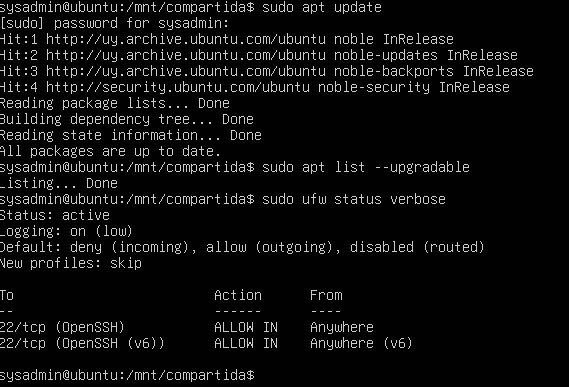 sysadmin@ubuntu:/mnt/compartida$ sudo apt update
[sudo] password for sysadmin:
Hit:1 http://uy.archive.ubuntu.com/ubuntu noble InRelease
Hit:2 http://uy.archive.ubuntu.com/ubuntu noble-updates InRelease
Hit:3 http://uy.archive.ubuntu.com/ubuntu noble-backports InRelease
Hit:4 http://security.ubuntu.com/ubuntu noble-security InRelease
Reading package lists... Done
Building dependency tree... Done
Reading state information... Done
All packages are up to date.
sysadmin@ubuntu:/mnt/compartida$ sudo apt list --upgradable
Listing... Done
sysadmin@ubuntu:/mnt/compartida$ sudo ufw status verbose
Status: active
Logging: on (low)
Default: deny (incoming), allow (outgoing), disabled (routed)
New profiles: skip

To                         Action      From
--                         ------      ----
22/tcp (OpenSSH)           ALLOW IN    Anywhere
22/tcp (OpenSSH (v6))      ALLOW IN    Anywhere (v6)

sysadmin@ubuntu:/mnt/compartida$